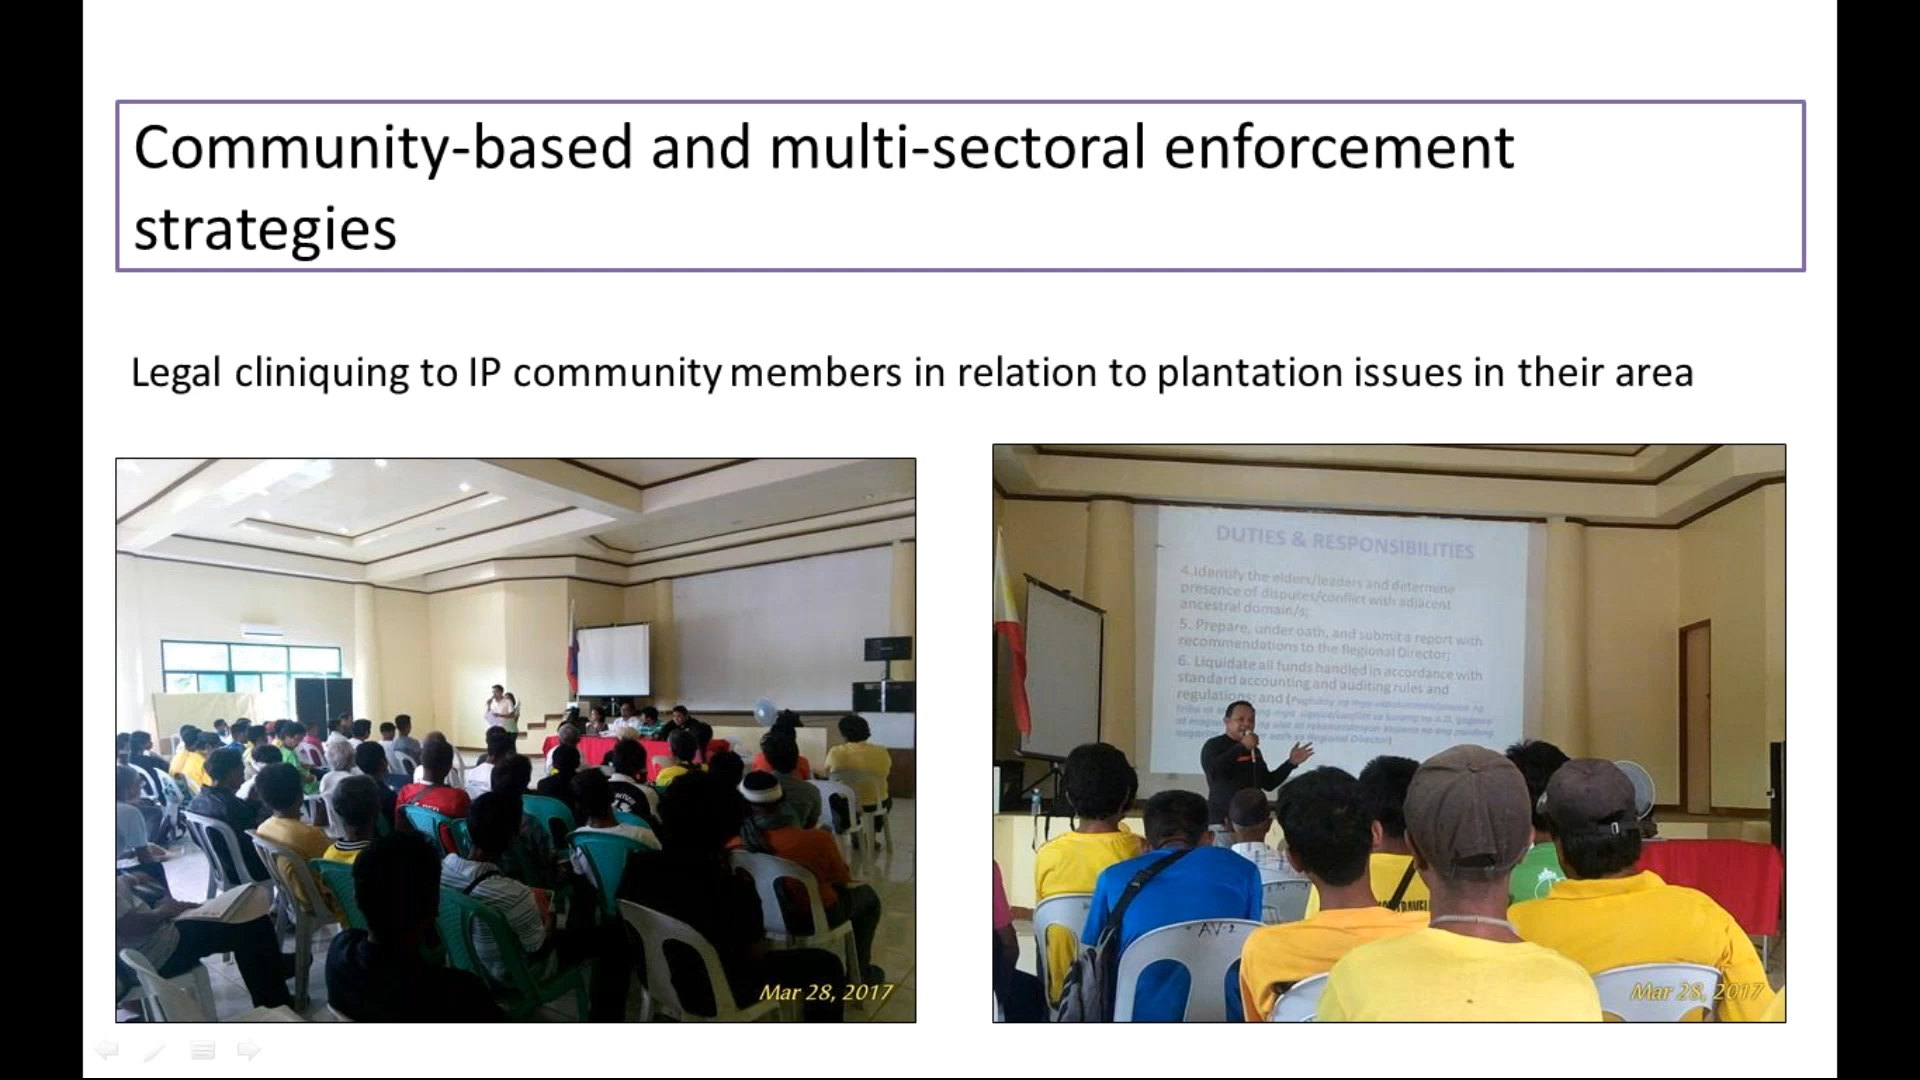 Community-based and multi-sectoral enforcement
strategies
Legal cliniquing to IP community members in relation to plantation issues in their area
Mar 28, 2017
DUTIES & RESPONSIBILITIES
4.Identify the elders/leaders and determine
presence of disputes/conflict with adjacent
ancestral domain/s;
5. Prepare, under oath, and submit a report with
recommendations to the Regional Director;
6. Liquidate all funds handled in accordance with
standard accounting and auditing rules and
regulations; and
AV-2
Mar 28, 2017